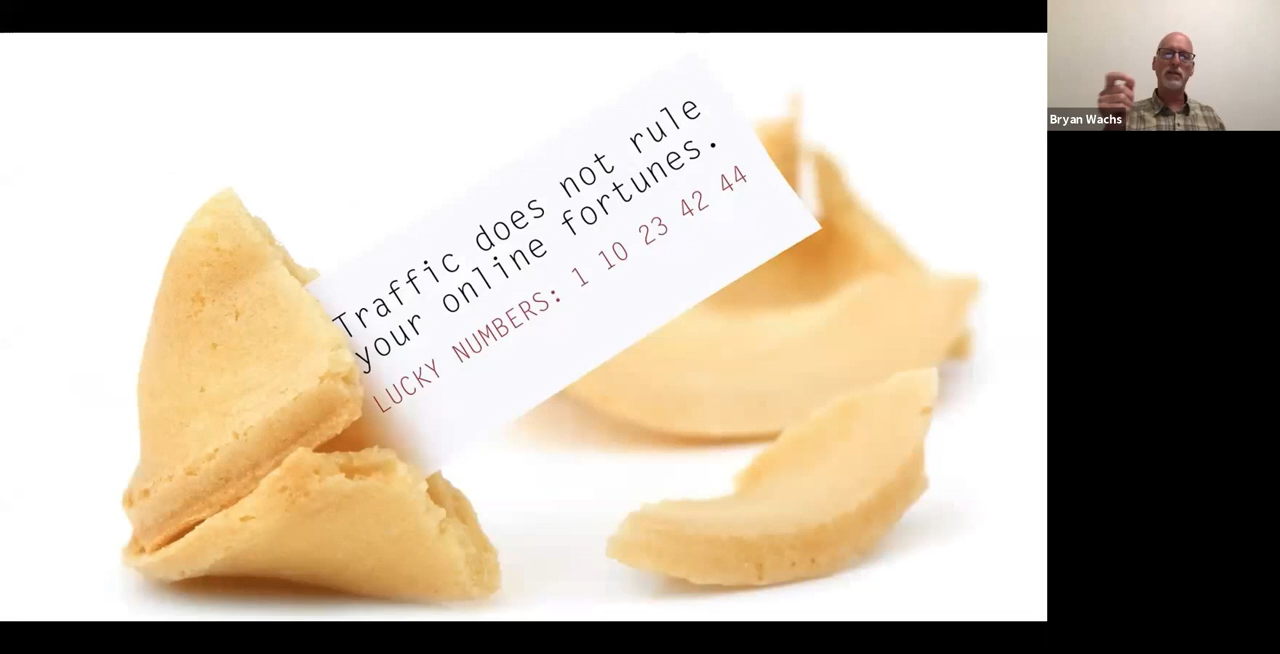 Traffic does not rule
your online fortunes.
LUCKY NUMBERS: 1 10 23 42 44
Bryan Wachs